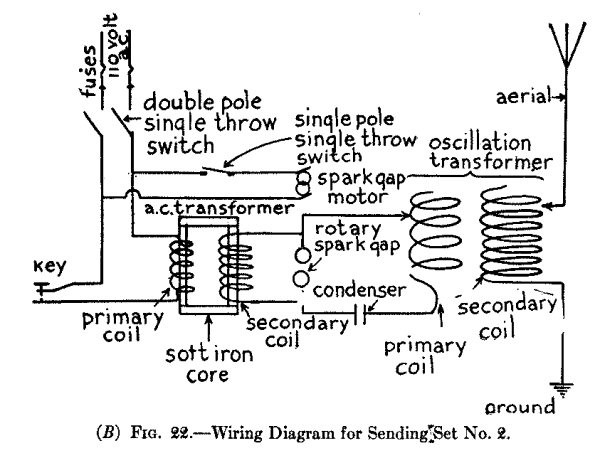 fuses
110 volt
a.c.
double pole
single throw
switch
single pole
single throw
switch
aerial
oscillation
transformer
spark gap
motor
a.c. transformer
rotary
spark gap
key
condenser
primary
coil
soft iron
core
secondary
coil
primary
coil
secondary
coil
ground
(B) FIG. 22.—Wiring Diagram for Sending Set No. 2.